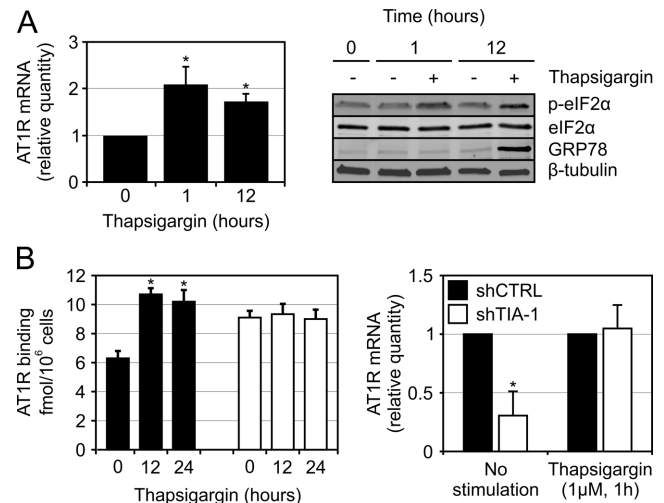 A
AT1R mRNA
(relative quantity)
3
2
1
0
*
*
0 1 12
Thapsigargin (hours)
Time (hours)
0 1 12
- - + - + Thapsigargin
p-eIF2α
eIF2α
GRP78
β-tubulin
B
AT1R binding
fmol/10⁶ cells
12
10
8
6
4
2
0
* *
0 12 24 0 12 24
Thapsigargin (hours)
AT1R mRNA
(relative quantity)
1.5
1
0.5
0
shCTRL
shTIA-1
*
No
stimulation
Thapsigargin
(1µM, 1h)